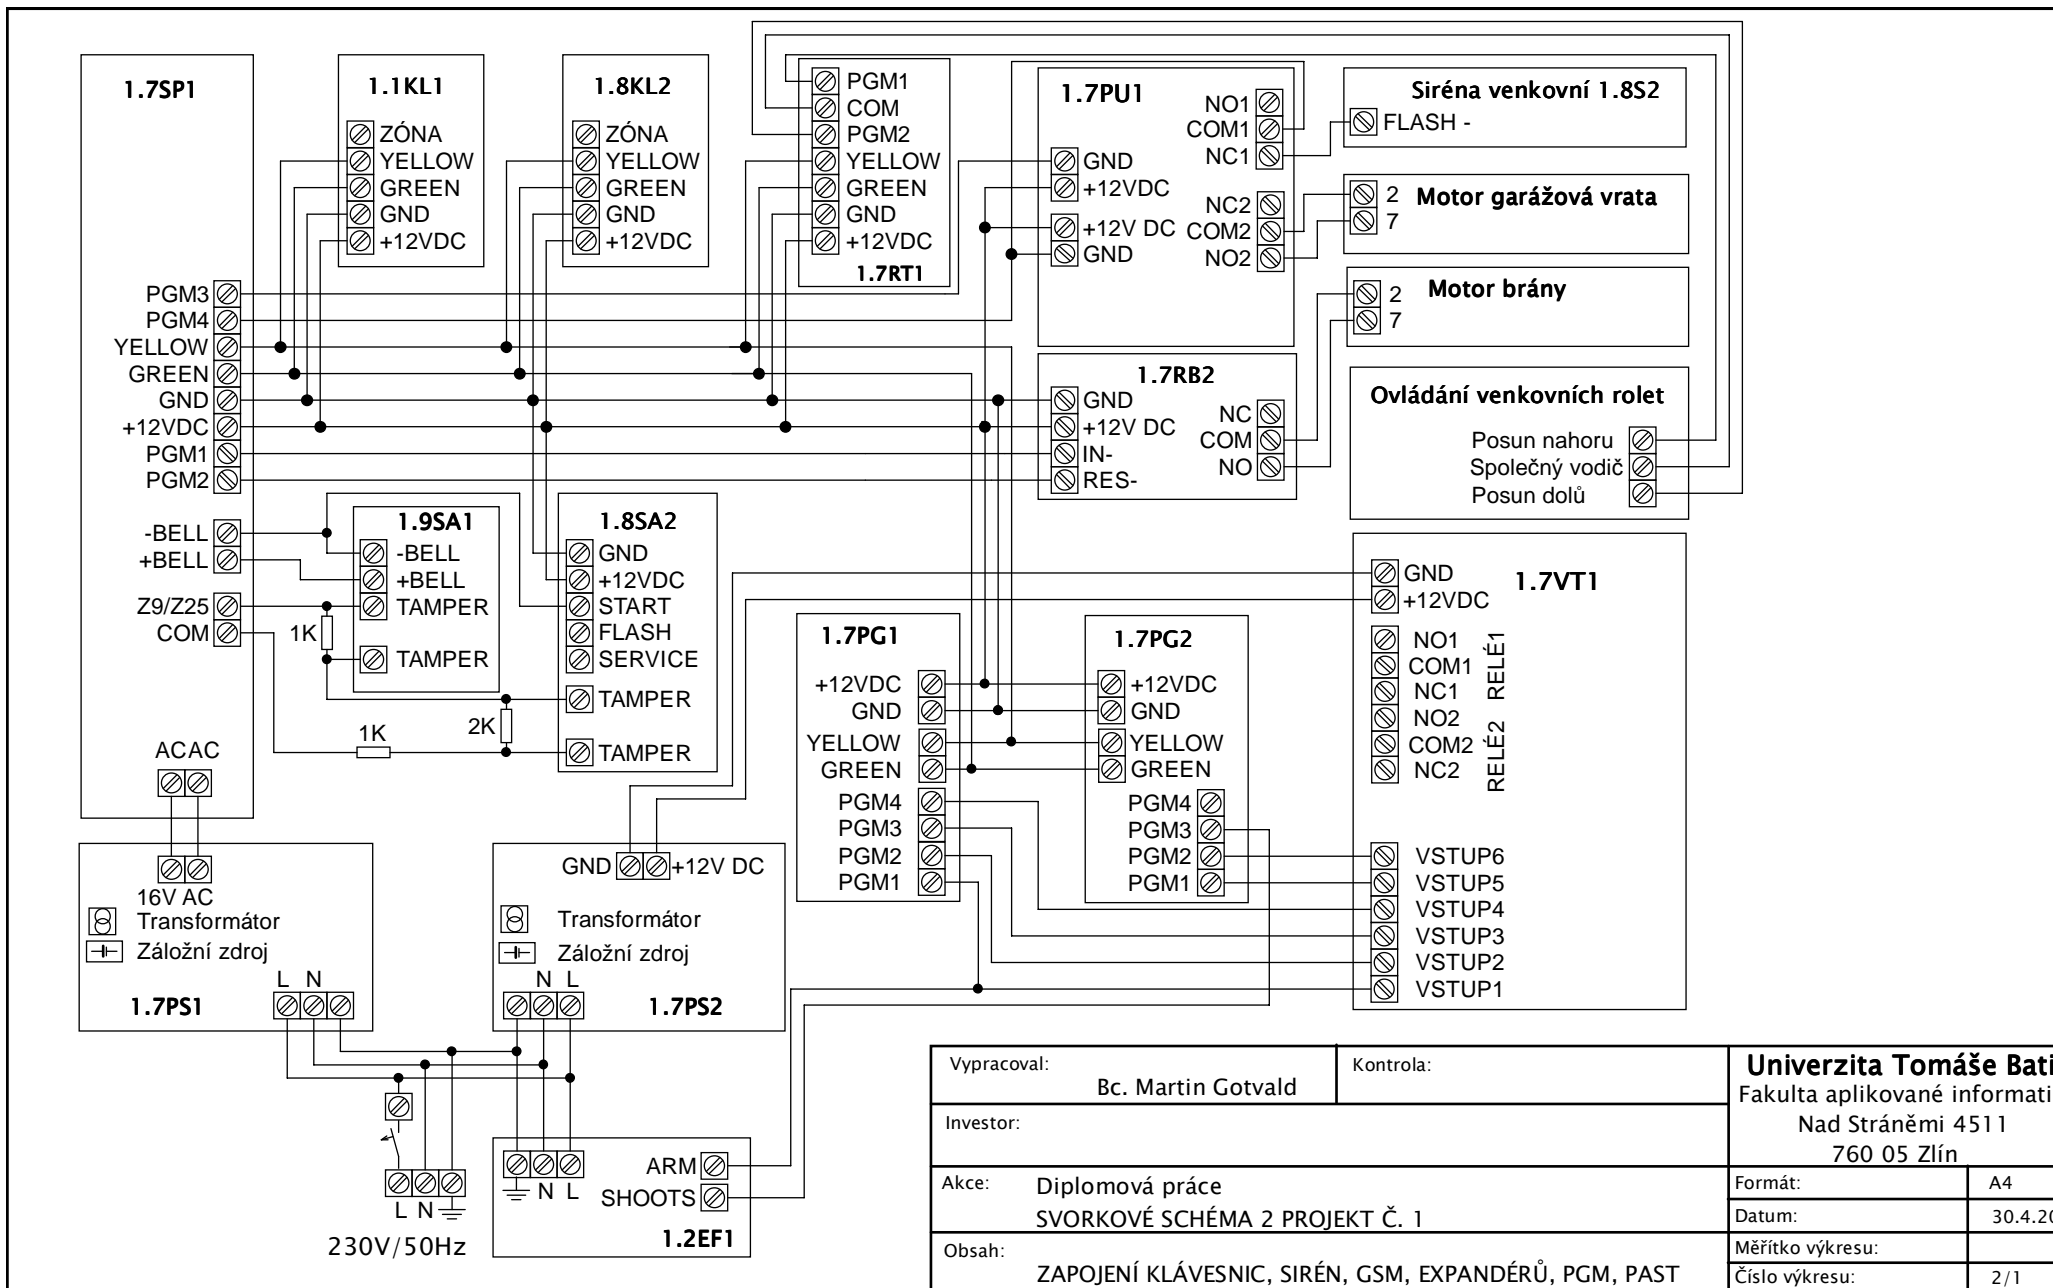 1.7SP1
PGM3
PGM4
YELLOW
GREEN
GND
+12VDC
PGM1
PGM2
-BELL
+BELL
Z9/Z25
COM
ACAC
1.1KL1
ZÓNA
YELLOW
GREEN
GND
+12VDC
1.8KL2
ZÓNA
YELLOW
GREEN
GND
+12VDC
PGM1
COM
PGM2
YELLOW
GREEN
GND
+12VDC
1.7RT1
1.7PU1
GND
+12VDC
+12V DC
GND
NO1
COM1
NC1
NC2
COM2
NO2
Siréna venkovní 1.8S2
FLASH -
Motor garážová vrata
2
7
Motor brány
2
7
1.7RB2
GND
+12V DC
IN-
RES-
NC
COM
NO
Ovládání venkovních rolet
Posun nahoru
Společný vodič
Posun dolů
1.9SA1
-BELL
+BELL
TAMPER
TAMPER
1K
1K
2K
1.8SA2
GND
+12VDC
START
FLASH
SERVICE
TAMPER
TAMPER
1.7PG1
+12VDC
GND
YELLOW
GREEN
PGM4
PGM3
PGM2
PGM1
1.7PG2
+12VDC
GND
YELLOW
GREEN
PGM4
PGM3
PGM2
PGM1
1.7VT1
GND
+12VDC
NO1
COM1
NC1
RELÉ1
NO2
COM2
NC2
RELÉ2
VSTUP6
VSTUP5
VSTUP4
VSTUP3
VSTUP2
VSTUP1
16V AC
Transformátor
Záložní zdroj
L N
1.7PS1
GND +12V DC
Transformátor
Záložní zdroj
N L
1.7PS2
L N
230V/50Hz
N L
ARM
SHOOTS
1.2EF1
Vypracoval:
Bc. Martin Gotvald
Kontrola:
Investor:
Akce:
Diplomová práce
SVORKOVÉ SCHÉMA 2 PROJEKT Č. 1
Obsah:
ZAPOJENÍ KLÁVESNIC, SIRÉN, GSM, EXPANDÉRŮ, PGM, PAST
Univerzita Tomáše Bati
Fakulta aplikované informati
Nad Stráněmi 4511
760 05 Zlín
Formát: A4
Datum: 30.4.20
Měřítko výkresu:
Číslo výkresu: 2/1